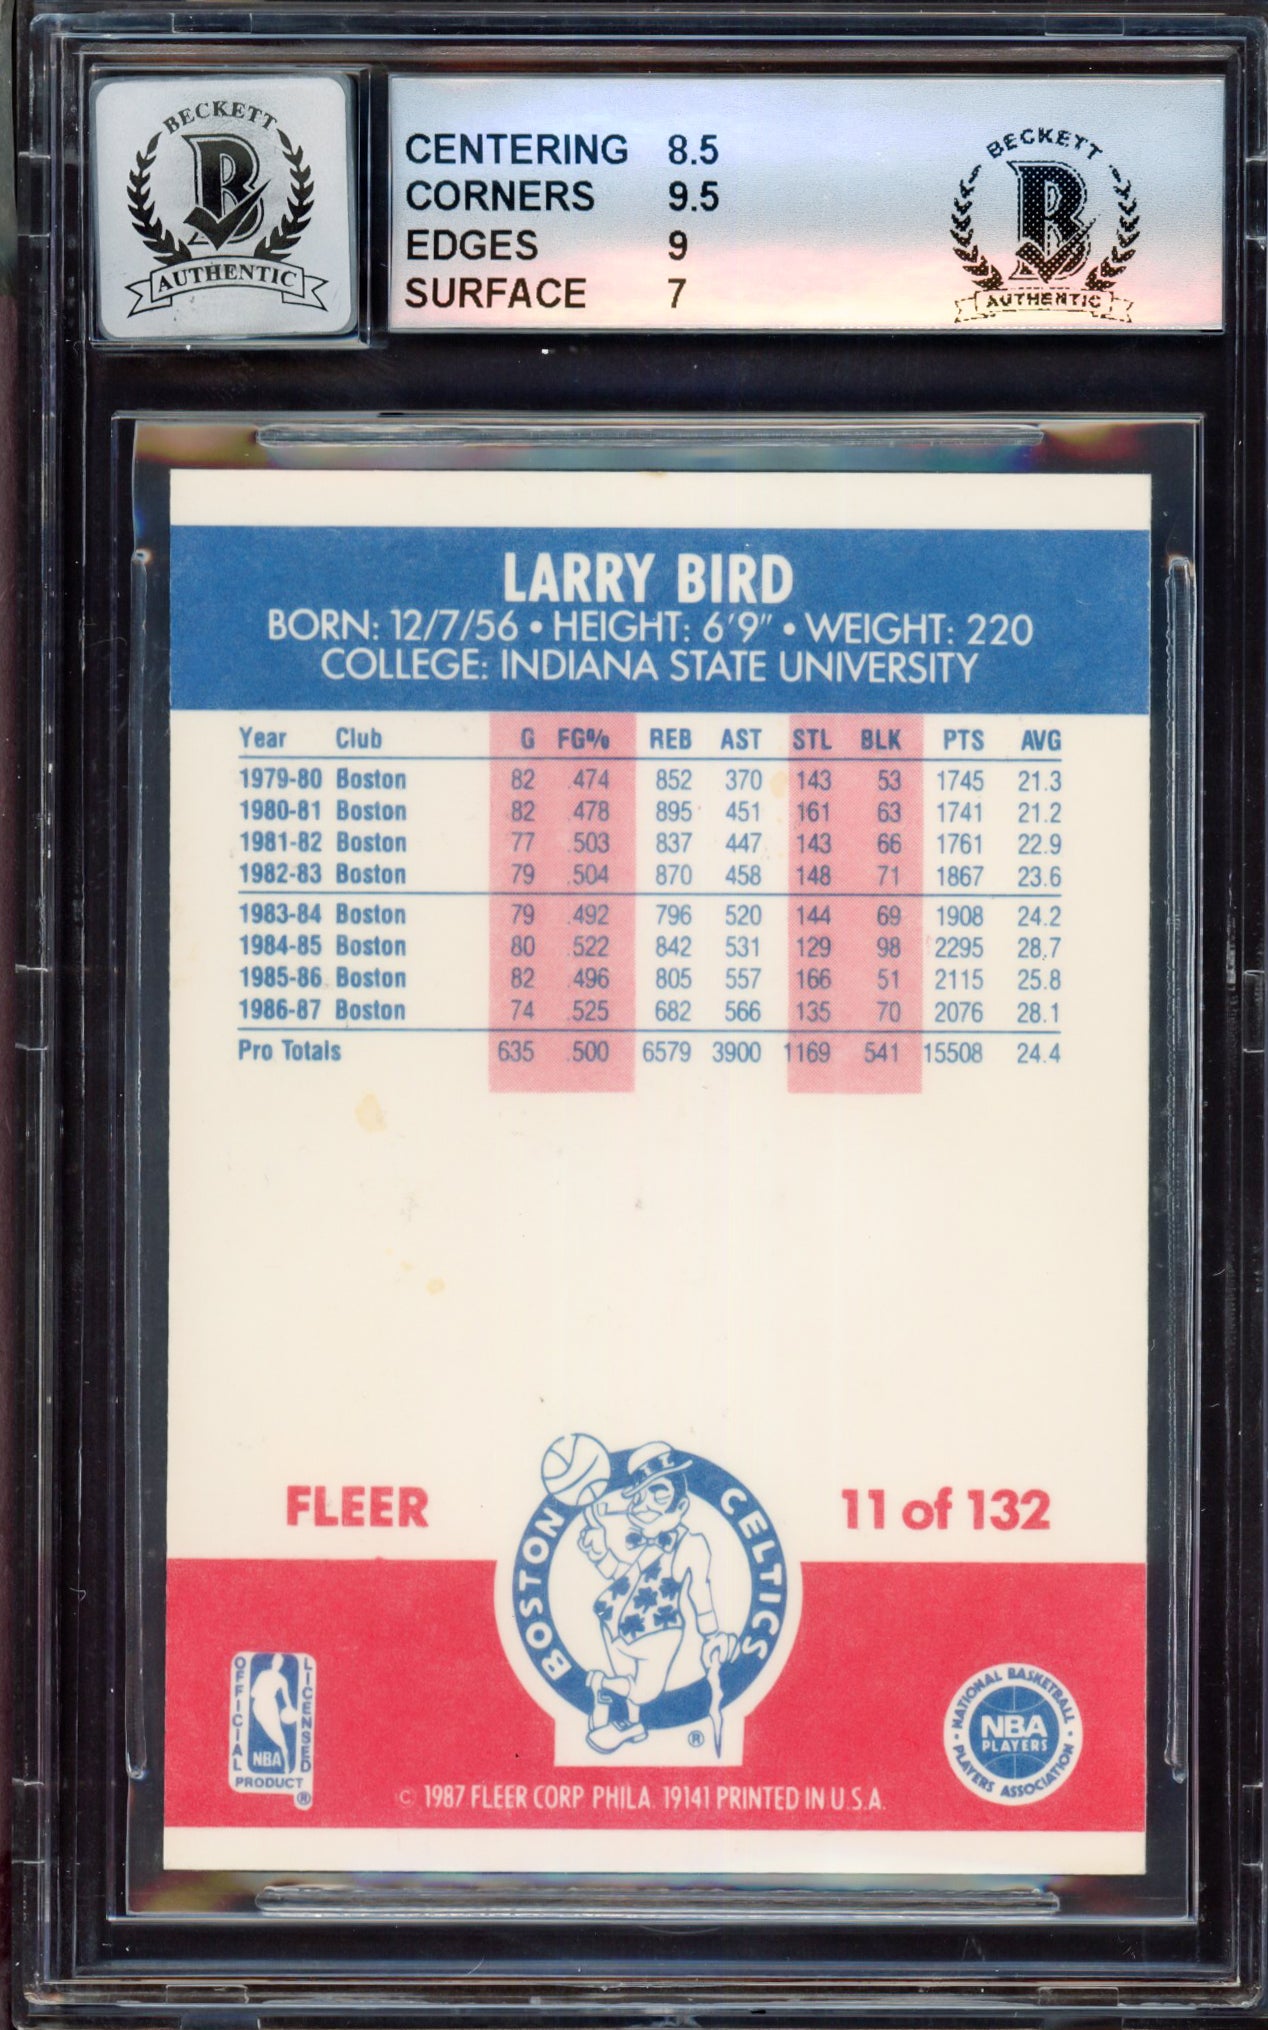 BECKETT
B
AUTHENTIC
CENTERING 8.5
CORNERS 9.5
EDGES 9
SURFACE 7
BECKETT
B
AUTHENTIC
LARRY BIRD
BORN: 12/7/56 • HEIGHT: 6'9" • WEIGHT: 220
COLLEGE: INDIANA STATE UNIVERSITY
Year Club G FG% REB AST STL BLK PTS AVG
1979-80 Boston 82 .474 852 370 143 53 1745 21.3
1980-81 Boston 82 .478 895 451 161 63 1741 21.2
1981-82 Boston 77 .503 837 447 143 66 1761 22.9
1982-83 Boston 79 .504 870 458 148 71 1867 23.6
1983-84 Boston 79 .492 796 520 144 69 1908 24.2
1984-85 Boston 80 .522 842 531 129 98 2295 28.7
1985-86 Boston 82 .496 805 557 166 51 2115 25.8
1986-87 Boston 74 .525 682 566 135 70 2076 28.1
Pro Totals 635 .500 6579 3900 1169 541 15508 24.4
FLEER
BOSTON CELTICS
®
11 of 132
OFFICIAL LICENSED
NBA
PRODUCT
®
NATIONAL BASKETBALL
NBA
PLAYERS
• PLAYERS ASSOCIATION •
© 1987 FLEER CORP PHILA. 19141 PRINTED IN U.S.A.